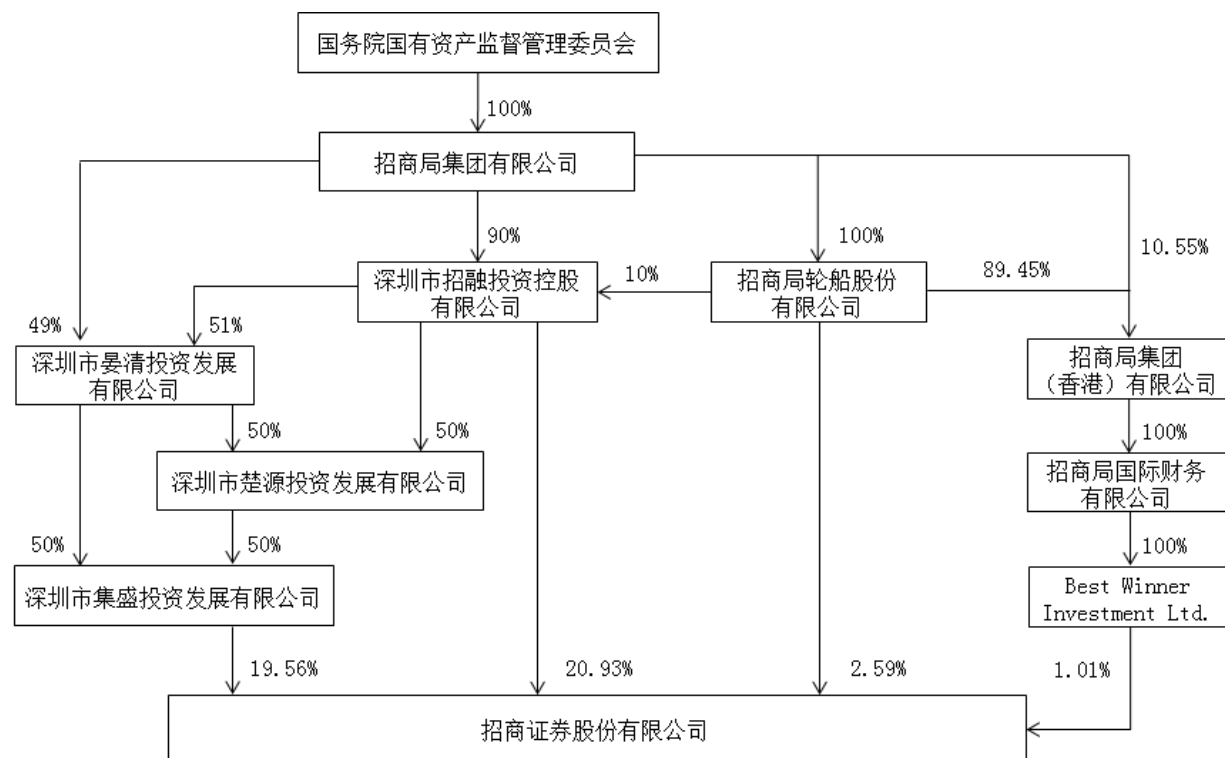 国务院国有资产监督管理委员会
100%
招商局集团有限公司
90%
100%
10.55%
深圳市招融投资控股
有限公司
10%
招商局轮船股份
有限公司
89.45%
49%
51%
深圳市晏清投资发展
有限公司
招商局集团
（香港）有限公司
50%
50%
100%
深圳市楚源投资发展有限公司
招商局国际财务
有限公司
50%
50%
100%
深圳市集盛投资发展有限公司
Best Winner
Investment Ltd.
19.56%
20.93%
2.59%
1.01%
招商证券股份有限公司